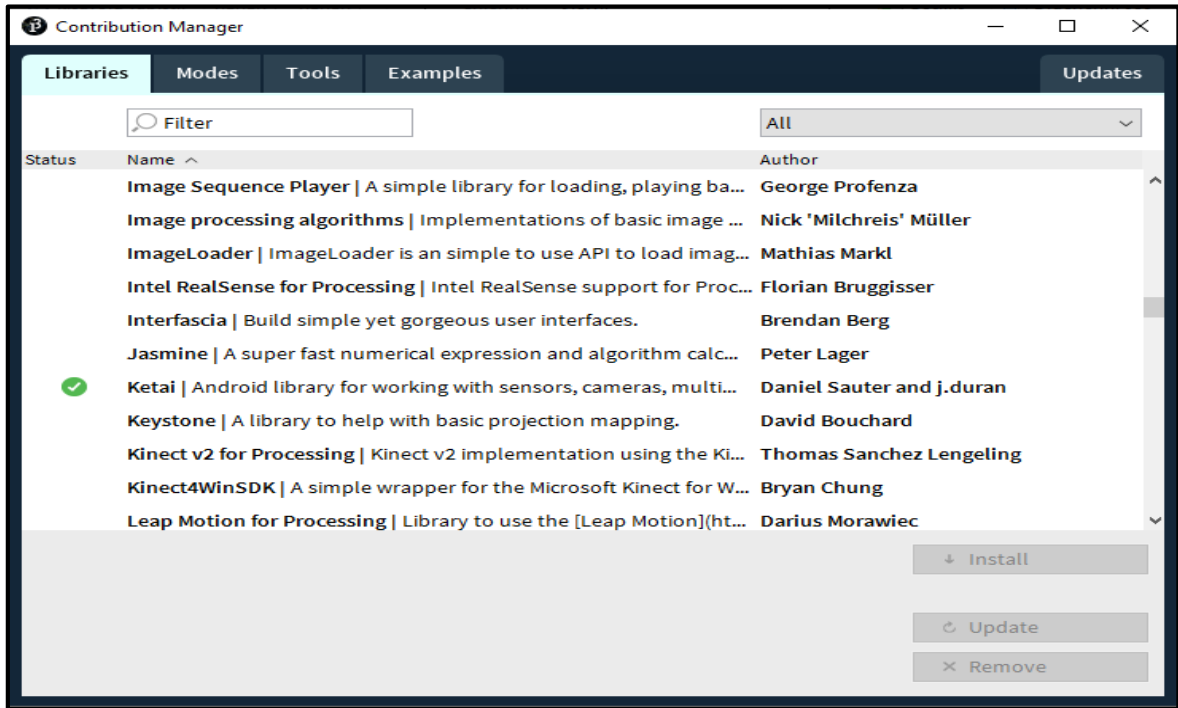 Contribution Manager
Libraries Modes Tools Examples Updates
Filter All
Status Name Author
Image Sequence Player | A simple library for loading, playing ba... George Profenza
Image processing algorithms | Implementations of basic image ... Nick 'Milchreis' Müller
ImageLoader | ImageLoader is an simple to use API to load imag... Mathias Markl
Intel RealSense for Processing | Intel RealSense support for Proc... Florian Bruggisser
Interfascia | Build simple yet gorgeous user interfaces. Brendan Berg
Jasmine | A super fast numerical expression and algorithm calc... Peter Lager
Ketai | Android library for working with sensors, cameras, multi... Daniel Sauter and j.duran
Keystone | A library to help with basic projection mapping. David Bouchard
Kinect v2 for Processing | Kinect v2 implementation using the Ki... Thomas Sanchez Lengeling
Kinect4WinSDK | A simple wrapper for the Microsoft Kinect for W... Bryan Chung
Leap Motion for Processing | Library to use the [Leap Motion](ht... Darius Morawiec
Install
Update
Remove